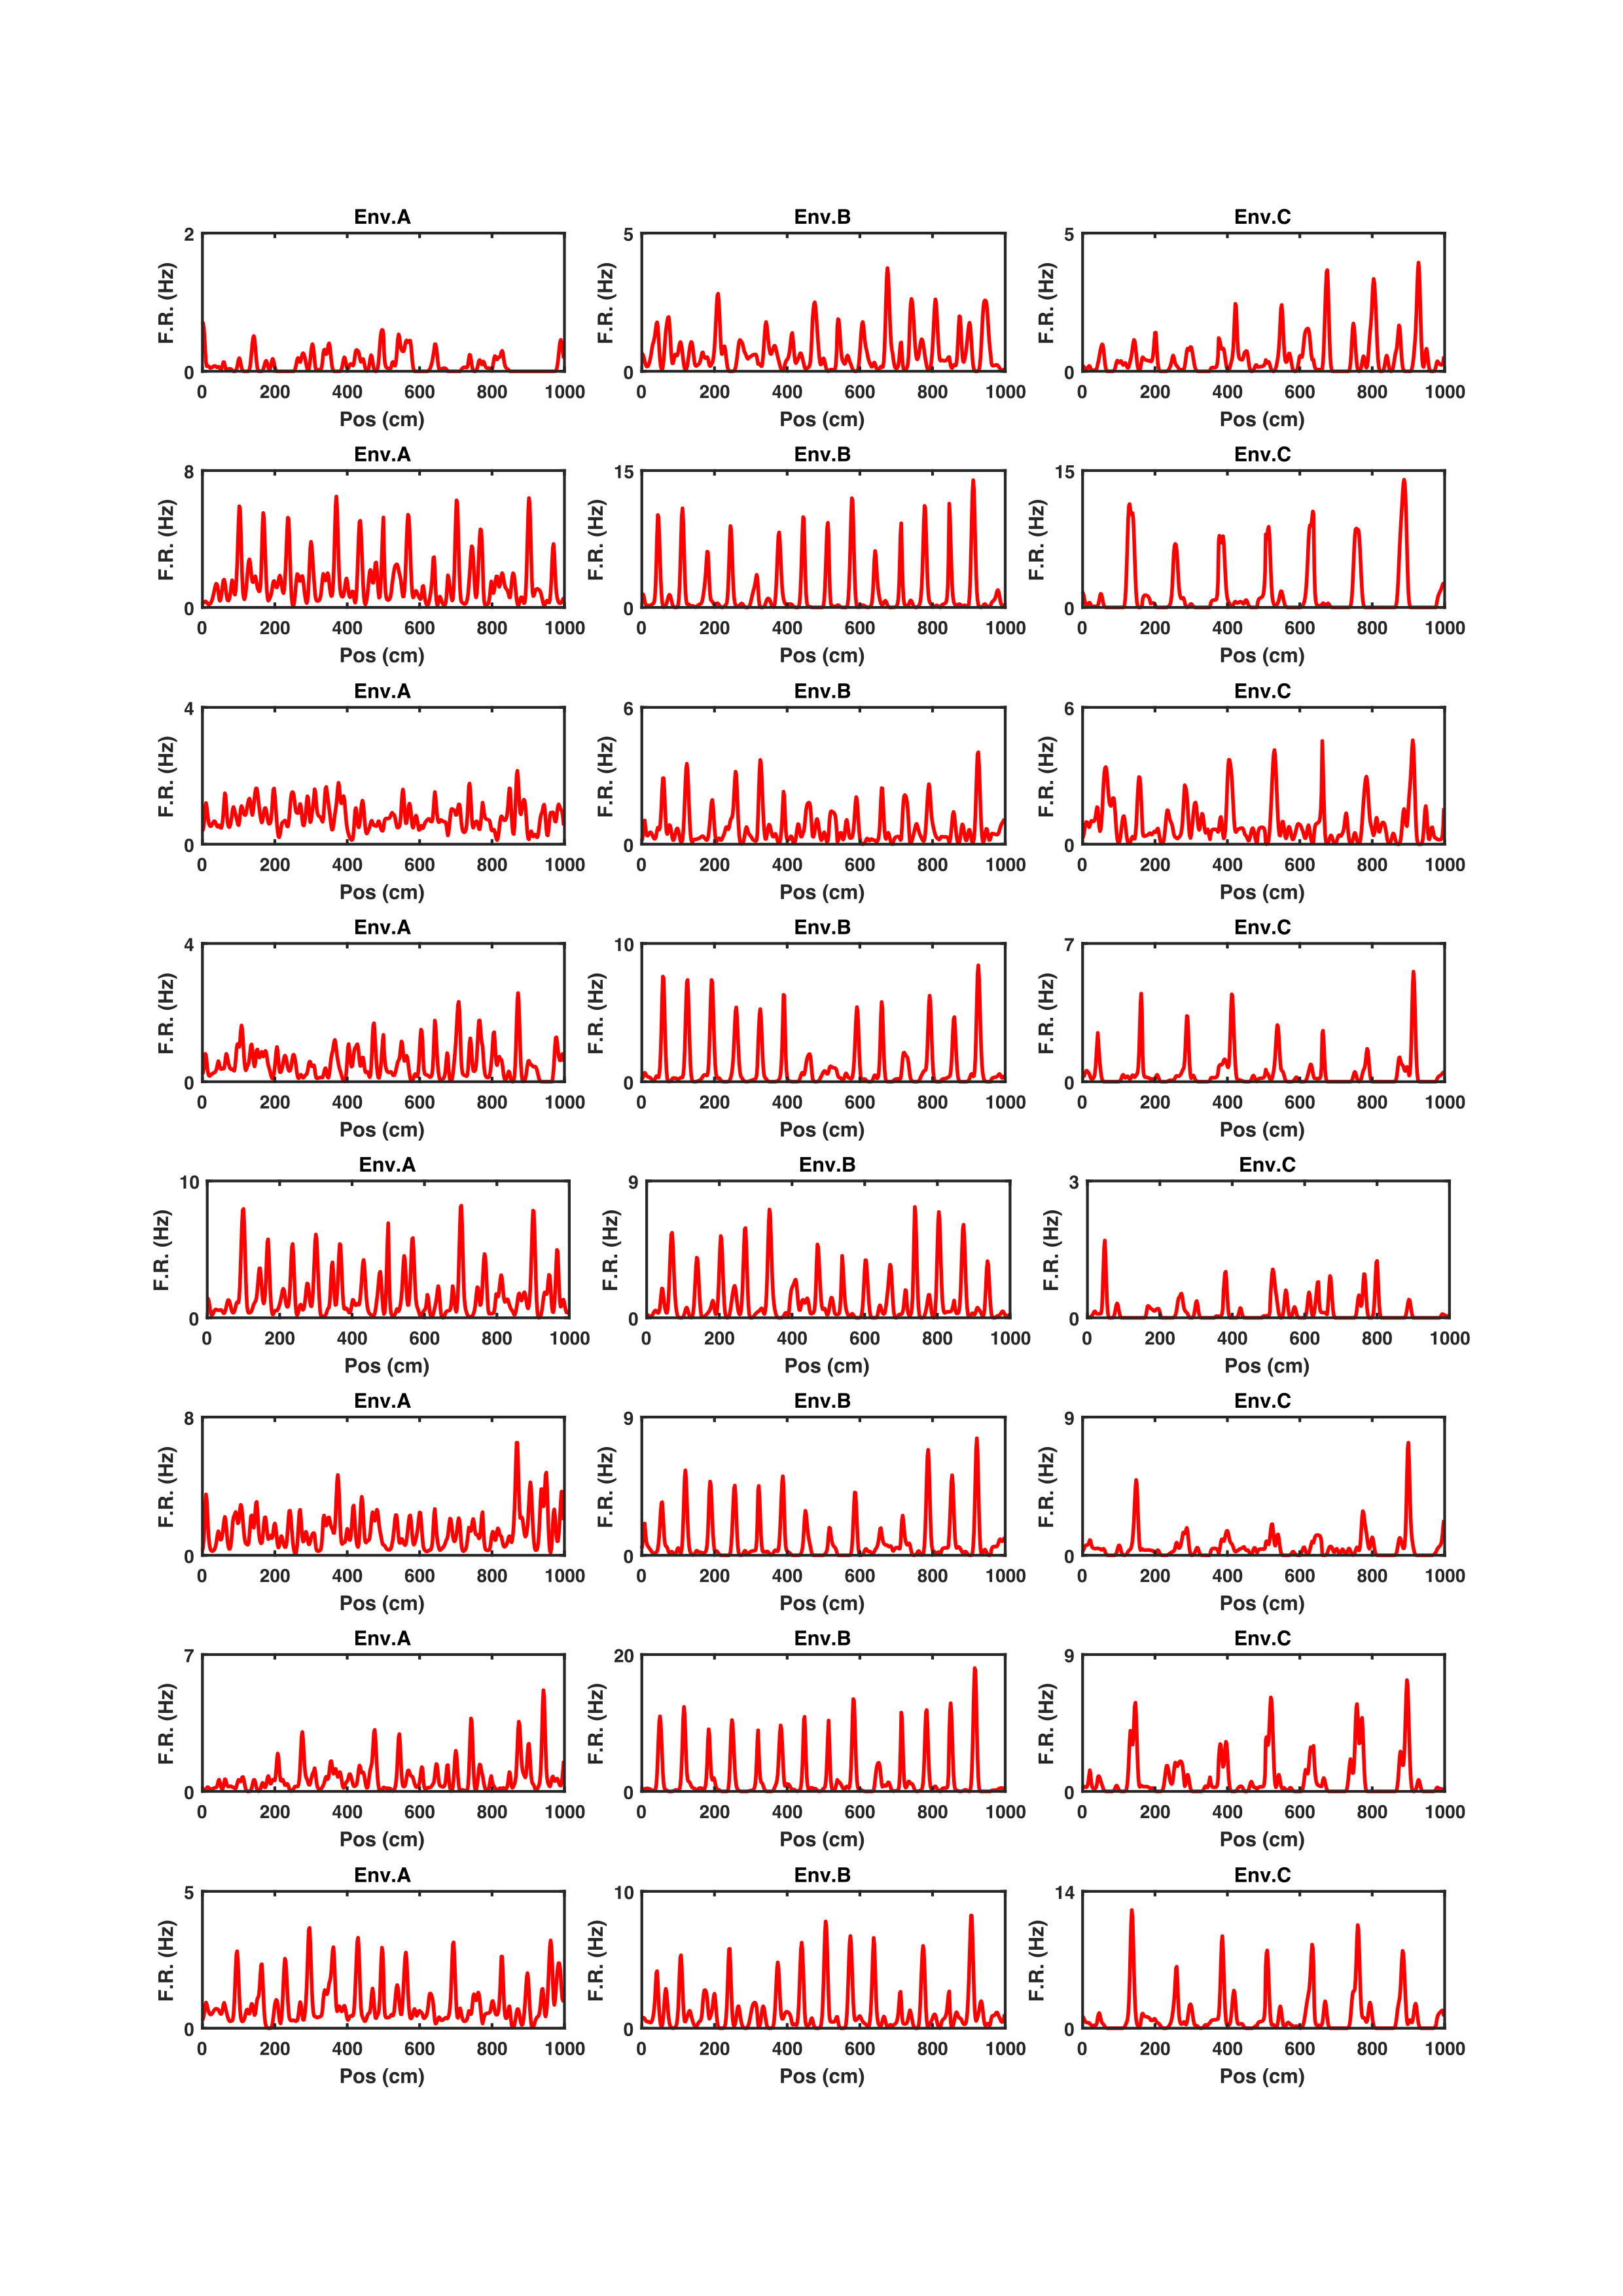 Env.A Env.B Env.C
2 5 5
F.R. (Hz) F.R. (Hz) F.R. (Hz)
0 0 0
0 200 400 600 800 1000 0 200 400 600 800 1000 0 200 400 600 800 1000
Pos (cm) Pos (cm) Pos (cm)
Env.A Env.B Env.C
8 15 15
F.R. (Hz) F.R. (Hz) F.R. (Hz)
0 0 0
0 200 400 600 800 1000 0 200 400 600 800 1000 0 200 400 600 800 1000
Pos (cm) Pos (cm) Pos (cm)
Env.A Env.B Env.C
4 6 6
F.R. (Hz) F.R. (Hz) F.R. (Hz)
0 0 0
0 200 400 600 800 1000 0 200 400 600 800 1000 0 200 400 600 800 1000
Pos (cm) Pos (cm) Pos (cm)
Env.A Env.B Env.C
4 10 7
F.R. (Hz) F.R. (Hz) F.R. (Hz)
0 0 0
0 200 400 600 800 1000 0 200 400 600 800 1000 0 200 400 600 800 1000
Pos (cm) Pos (cm) Pos (cm)
Env.A Env.B Env.C
10 9 3
F.R. (Hz) F.R. (Hz) F.R. (Hz)
0 0 0
0 200 400 600 800 1000 0 200 400 600 800 1000 0 200 400 600 800 1000
Pos (cm) Pos (cm) Pos (cm)
Env.A Env.B Env.C
8 9 9
F.R. (Hz) F.R. (Hz) F.R. (Hz)
0 0 0
0 200 400 600 800 1000 0 200 400 600 800 1000 0 200 400 600 800 1000
Pos (cm) Pos (cm) Pos (cm)
Env.A Env.B Env.C
7 20 9
F.R. (Hz) F.R. (Hz) F.R. (Hz)
0 0 0
0 200 400 600 800 1000 0 200 400 600 800 1000 0 200 400 600 800 1000
Pos (cm) Pos (cm) Pos (cm)
Env.A Env.B Env.C
5 10 14
F.R. (Hz) F.R. (Hz) F.R. (Hz)
0 0 0
0 200 400 600 800 1000 0 200 400 600 800 1000 0 200 400 600 800 1000
Pos (cm) Pos (cm) Pos (cm)